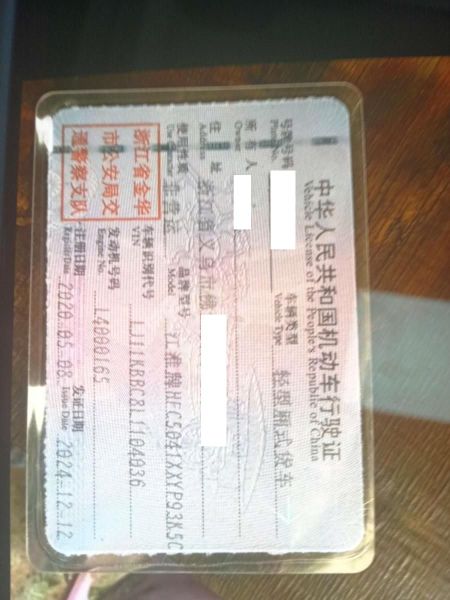 中华人民共和国机动车行驶证
Vehicle License of the People's Republic of China
号牌号码 车辆类型 轻型厢式货车
Plate No. Vehicle Type
所有人
Owner
住址 浙江省义乌市佛
Address
使用性质 非营运 品牌型号 江淮牌HFC5041XXYP93K5C
Use Character Model
浙江省金华
市公安局交
通警察支队
车辆识别代号 LJ11KBBC8L1104036
VIN
发动机号码 L4000165
Engine No.
注册日期 2020.05.08 发证日期 2024.12.12
Register Date Issue Date